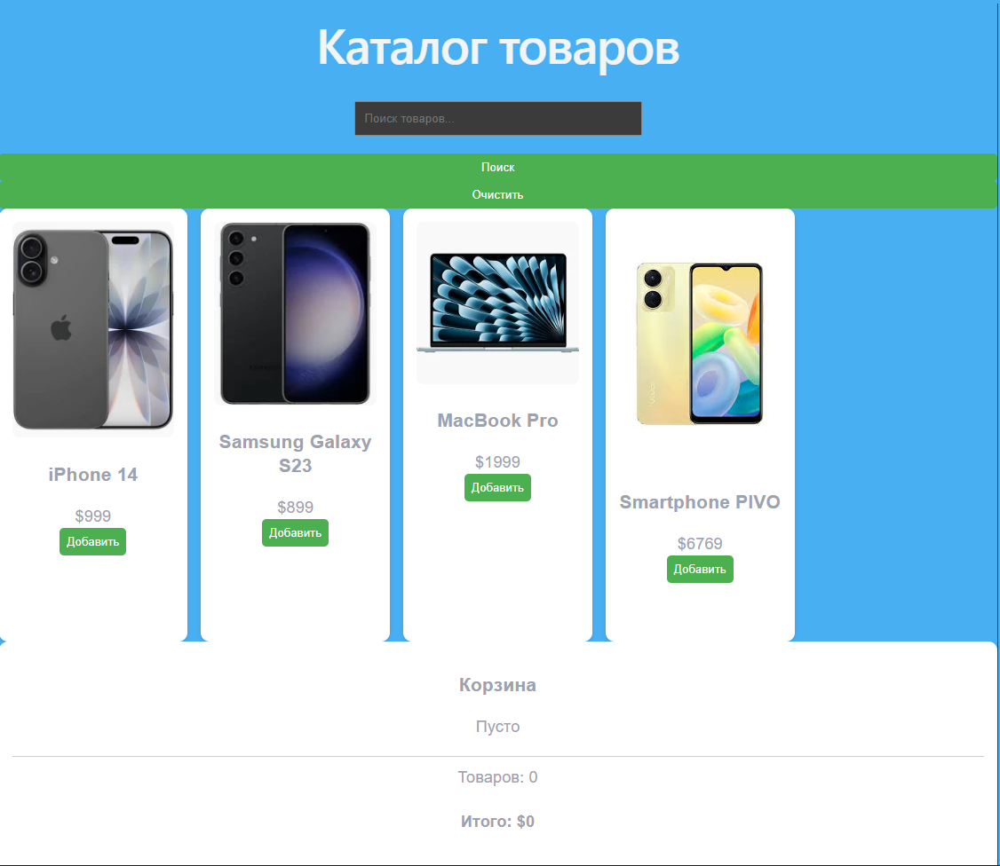 Каталог товаров
Поиск товаров...
Поиск
Очистить
iPhone 14
$999
Добавить
Samsung Galaxy
S23
$899
Добавить
MacBook Pro
$1999
Добавить
vivo
Smartphone PIVO
$6769
Добавить
Корзина
Пусто
Товаров: 0
Итого: $0